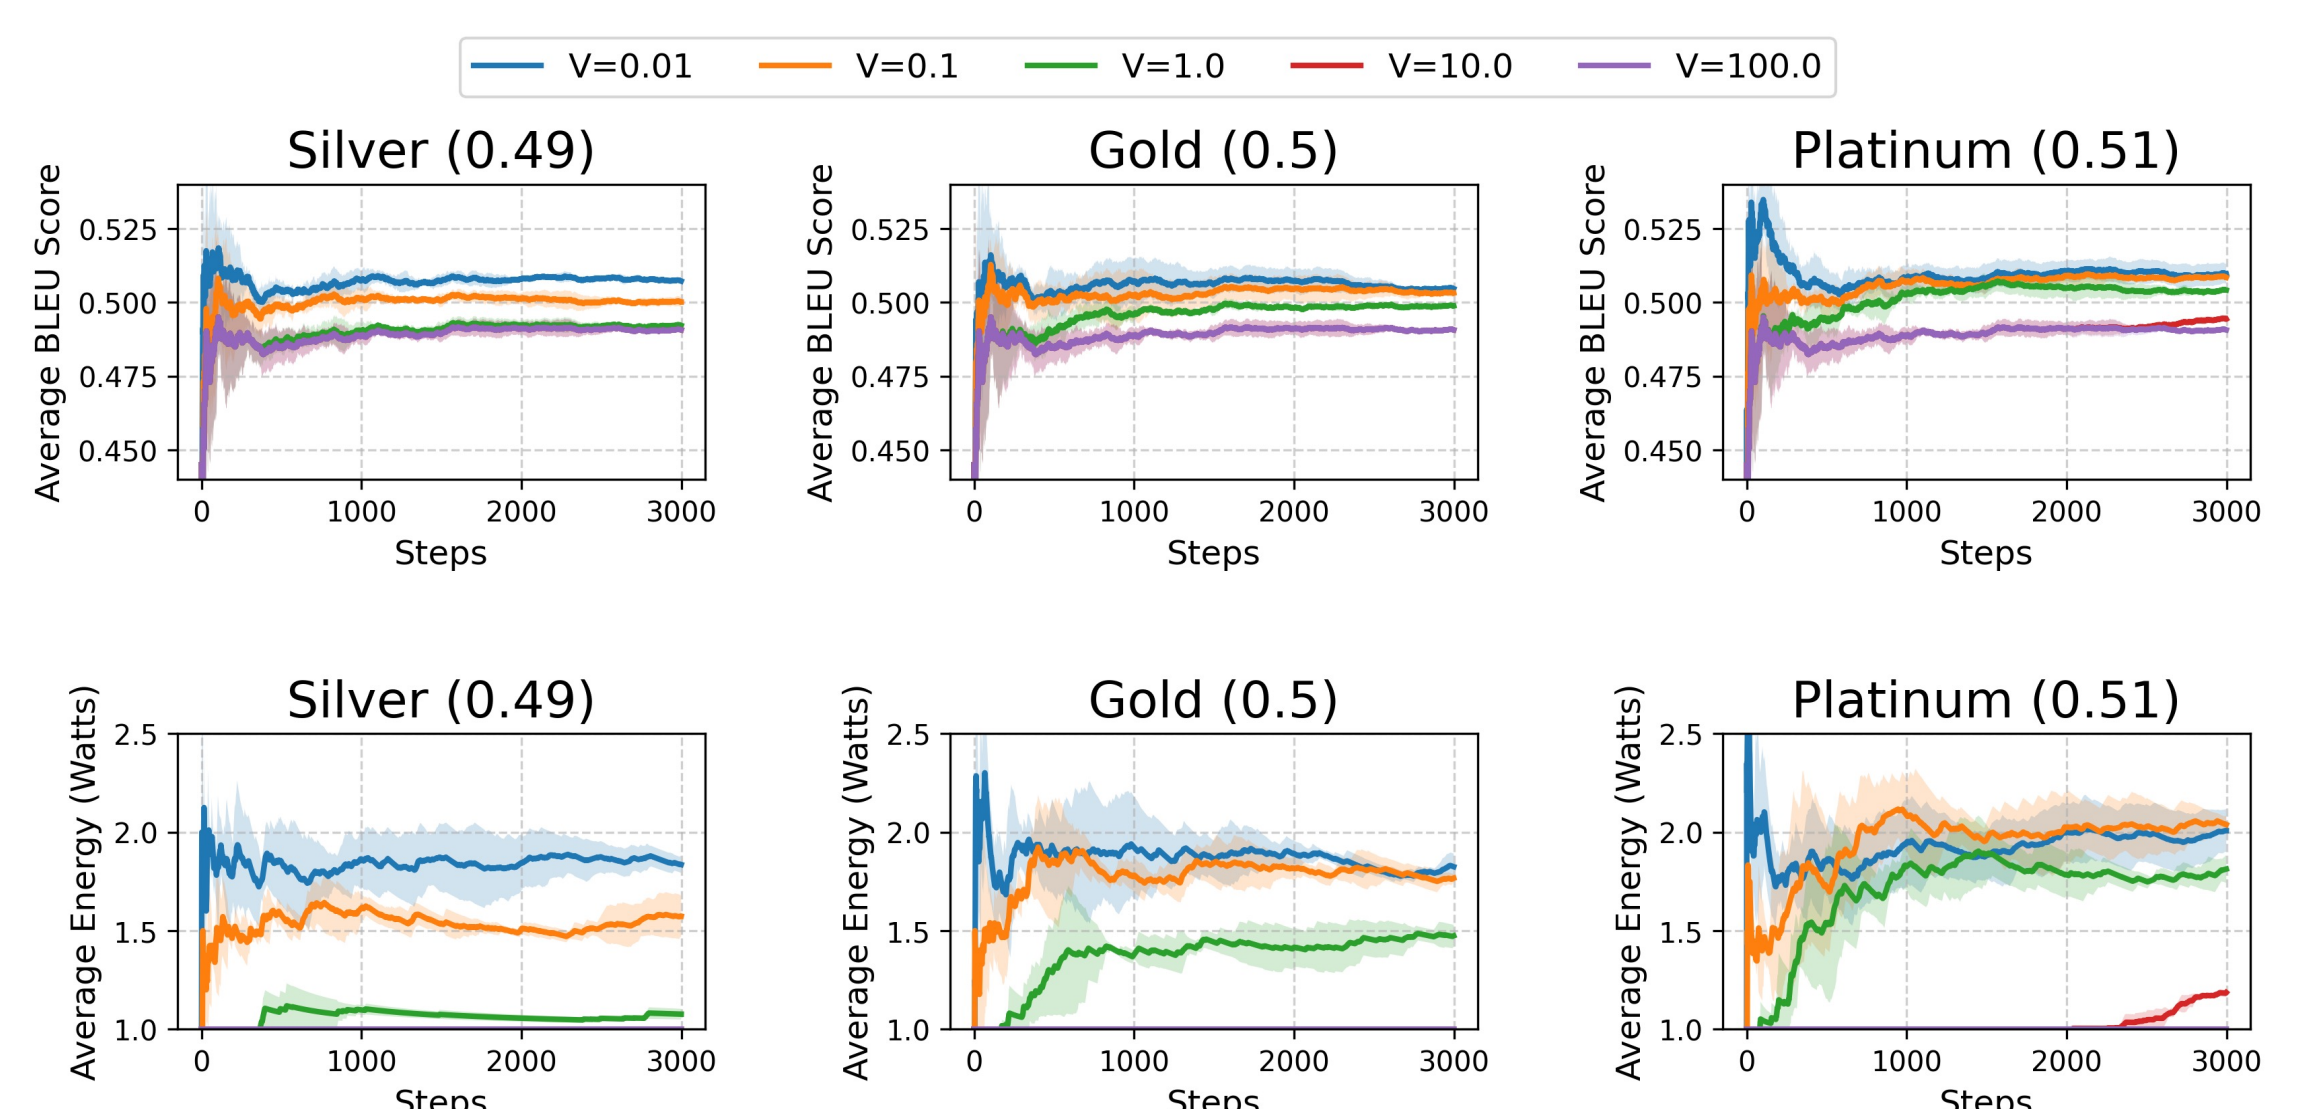 V=0.01 V=0.1 V=1.0 V=10.0 V=100.0
Silver (0.49) Gold (0.5) Platinum (0.51)
Average BLEU Score Average BLEU Score Average BLEU Score
0.525 0.525 0.525
0.500 0.500 0.500
0.475 0.475 0.475
0.450 0.450 0.450
0 1000 2000 3000 0 1000 2000 3000 0 1000 2000 3000
Steps Steps Steps
Silver (0.49) Gold (0.5) Platinum (0.51)
Average Energy (Watts) Average Energy (Watts) Average Energy (Watts)
2.5 2.5 2.5
2.0 2.0 2.0
1.5 1.5 1.5
1.0 1.0 1.0
0 1000 2000 3000 0 1000 2000 3000 0 1000 2000 3000
Steps Steps Steps